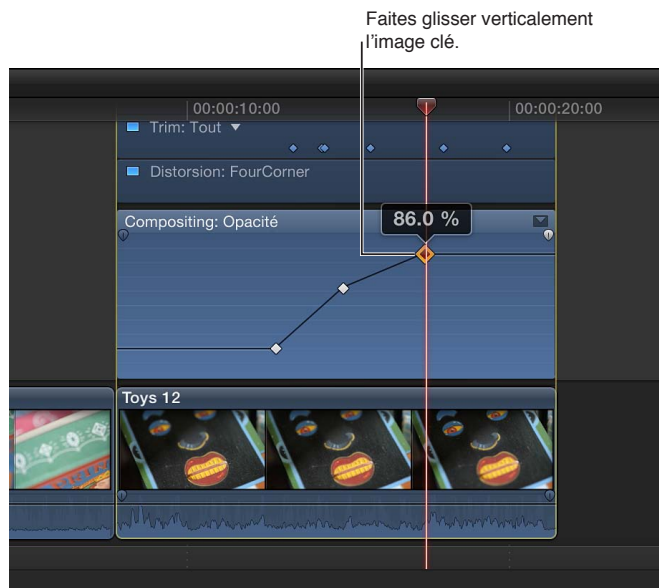 Faites glisser verticalement
l’image clé.
00:00:10:00
00:00:20:00
Trim: Tout
Distorsion: FourCorner
Compositing: Opacité
86.0 %
Toys 12